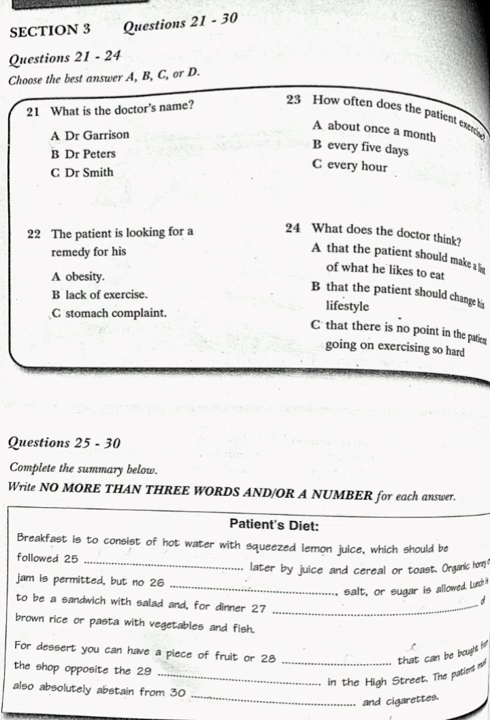 SECTION 3 Questions 21 - 30
Questions 21 - 24
Choose the best answer A, B, C, or D.
21 What is the doctor's name?
A Dr Garrison
B Dr Peters
C Dr Smith
22 The patient is looking for a
remedy for his
A obesity.
B lack of exercise.
C stomach complaint.
23 How often does the patient exercise?
A about once a month
B every five days
C every hour
24 What does the doctor think?
A that the patient should make a list
of what he likes to eat
B that the patient should change his
lifestyle
C that there is no point in the patient
going on exercising so hard
Questions 25 - 30
Complete the summary below.
Write NO MORE THAN THREE WORDS AND/OR A NUMBER for each answer.
Patient's Diet:
Breakfast is to consist of hot water with squeezed lemon juice, which should be
followed 25 .............................. later by juice and cereal or toast. Organic honey
jam is permitted, but no 26 .............................., salt, or sugar is allowed. Lunch is
to be a sandwich with salad and, for dinner 27 .............................. of
brown rice or pasta with vegetables and fish.
For dessert you can have a piece of fruit or 28 .............................. that can be bought from
the shop opposite the 29 .............................. in the High Street. The patient must
also absolutely abstain from 30 .............................. and cigarettes.